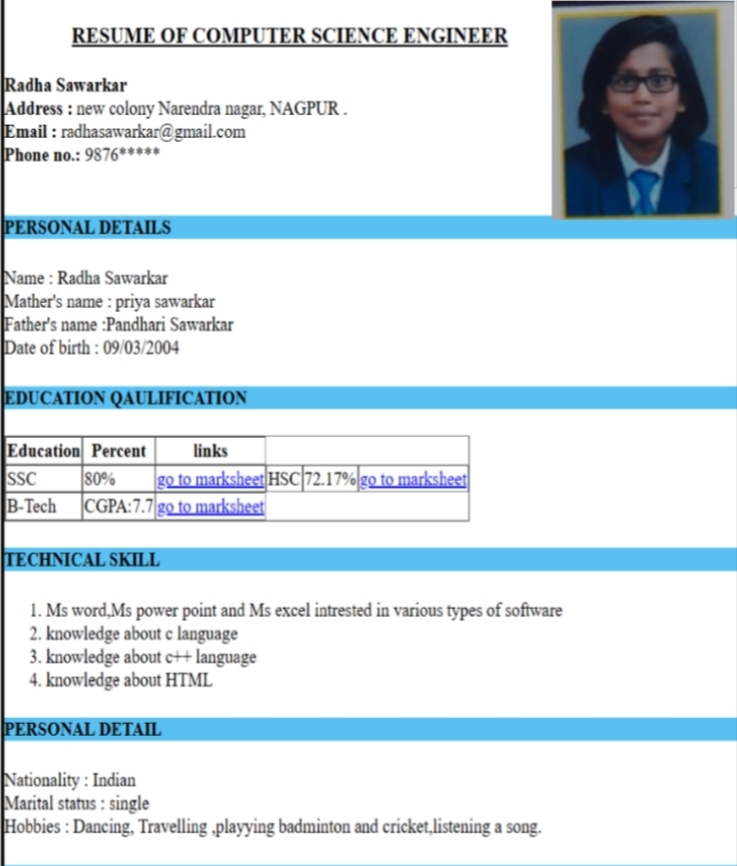 RESUME OF COMPUTER SCIENCE ENGINEER
Radha Sawarkar
Address : new colony Narendra nagar, NAGPUR .
Email : radhasawarkar@gmail.com
Phone no.: 9876*****
PERSONAL DETAILS
Name : Radha Sawarkar
Mather's name : priya sawarkar
Father's name :Pandhari Sawarkar
Date of birth : 09/03/2004
EDUCATION QAULIFICATION
Education Percent links
SSC 80% go to marksheet HSC 72.17% go to marksheet
B-Tech CGPA:7.7 go to marksheet
TECHNICAL SKILL
1. Ms word,Ms power point and Ms excel intrested in various types of software
2. knowledge about c language
3. knowledge about c++ language
4. knowledge about HTML
PERSONAL DETAIL
Nationality : Indian
Marital status : single
Hobbies : Dancing, Travelling ,playying badminton and cricket,listening a song.